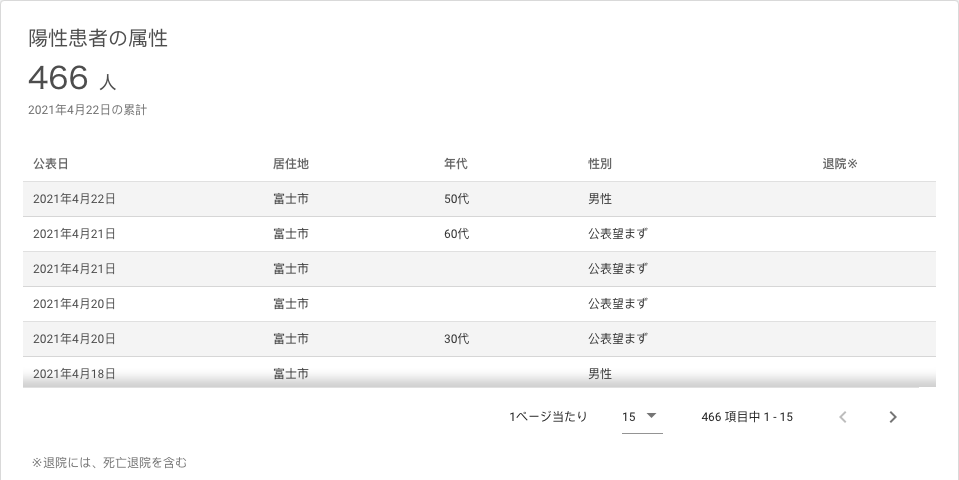 陽性患者の属性
466 人
2021年4月22日の累計
公表日 居住地 年代 性別 退院※
2021年4月22日 富士市 50代 男性
2021年4月21日 富士市 60代 公表望まず
2021年4月21日 富士市 公表望まず
2021年4月20日 富士市 公表望まず
2021年4月20日 富士市 30代 公表望まず
2021年4月18日 富士市 男性
1ページ当たり 15 466 項目中 1 - 15
※退院には、死亡退院を含む